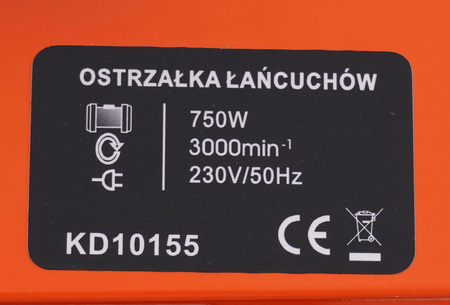 OSTRZAŁKA ŁAŃCUCHÓW
750W
3000min⁻¹
230V/50Hz
KD10155 CE